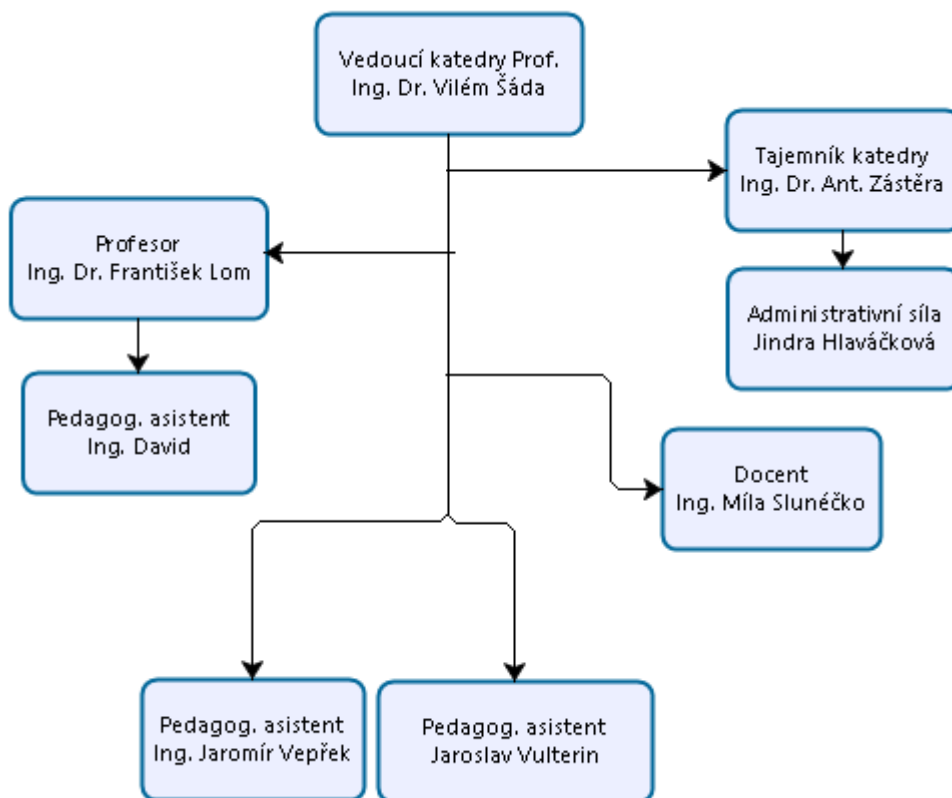 Vedoucí katedry Prof.
Ing. Dr. Vilém Šáda
Tajemník katedry
Ing. Dr. Ant. Zástěra
Profesor
Ing. Dr. František Lom
Administrativní síla
Jindra Hlaváčková
Pedagog. asistent
Ing. David
Docent
Ing. Míla Slunéčko
Pedagog. asistent
Ing. Jaromír Vepřek
Pedagog. asistent
Jaroslav Vulterin